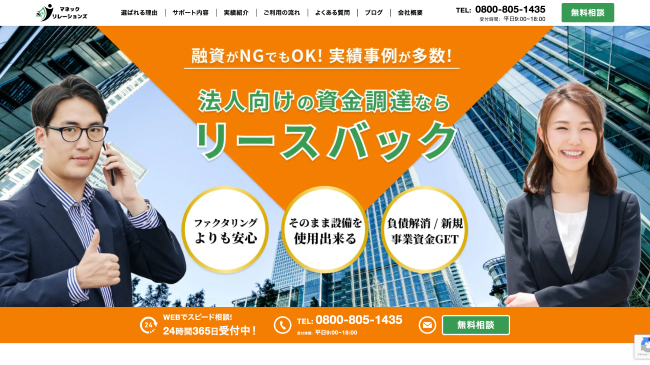 マネック
リレーションズ
選ばれる理由
サポート内容
実績紹介
ご利用の流れ
よくある質問
ブログ
会社概要
TEL: 0800-805-1435
受付時間: 平日9:00~18:00
無料相談
融資がNGでもOK! 実績事例が多数!
法人向けの資金調達なら
リースバック
ファクタリング
よりも安心
そのまま設備を
使用出来る
負債解消 / 新規
事業資金GET
24
WEBでスピード相談!
24時間365日受付中!
TEL: 0800-805-1435
受付時間: 平日9:00~18:00
無料相談